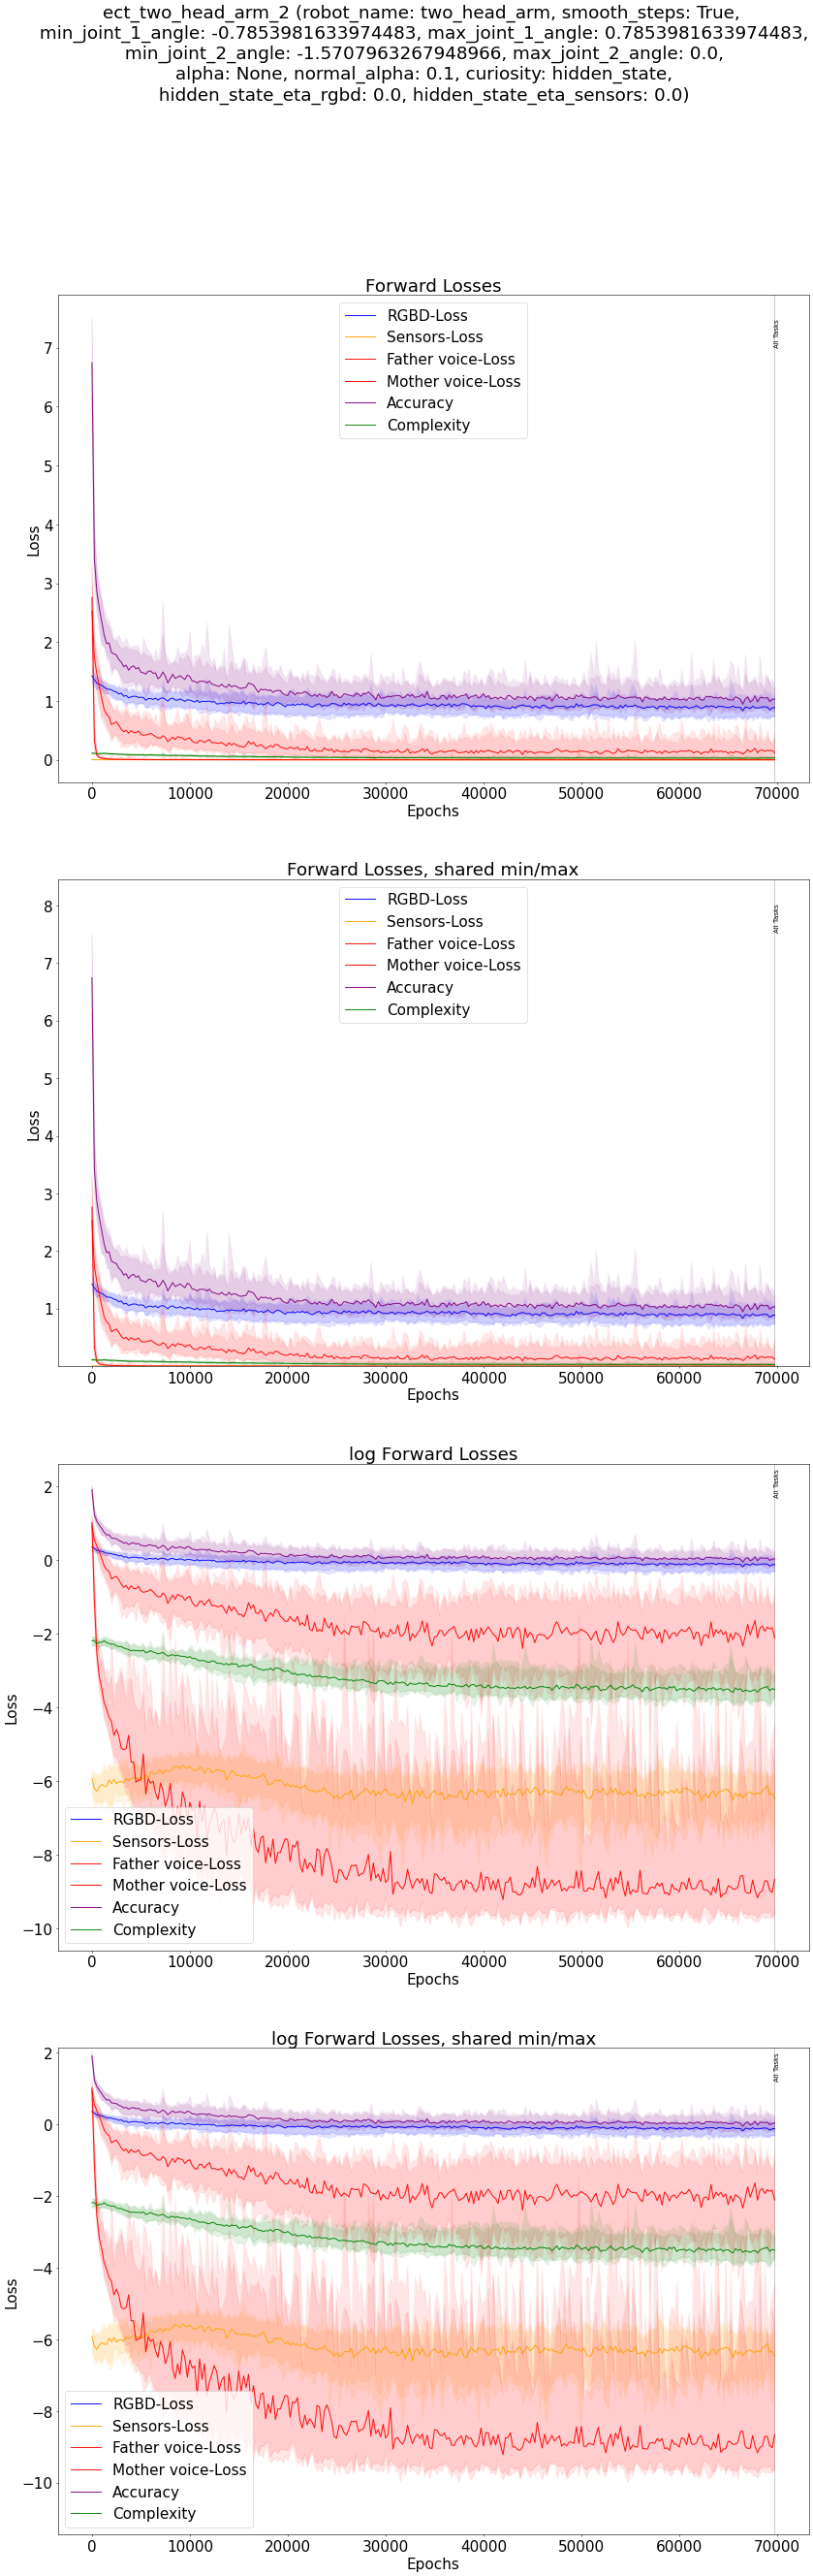 ect_two_head_arm_2 (robot_name: two_head_arm, smooth_steps: True,
min_joint_1_angle: -0.7853981633974483, max_joint_1_angle: 0.7853981633974483,
min_joint_2_angle: -1.5707963267948966, max_joint_2_angle: 0.0,
alpha: None, normal_alpha: 0.1, curiosity: hidden_state,
hidden_state_eta_rgbd: 0.0, hidden_state_eta_sensors: 0.0)
Forward Losses
RGBD-Loss
Sensors-Loss
Father voice-Loss
Mother voice-Loss
Accuracy
Complexity
All Tasks
7
6
5
4
3
2
1
0
Loss
0 10000 20000 30000 40000 50000 60000 70000
Epochs
Forward Losses, shared min/max
RGBD-Loss
Sensors-Loss
Father voice-Loss
Mother voice-Loss
Accuracy
Complexity
All Tasks
8
7
6
5
4
3
2
1
Loss
0 10000 20000 30000 40000 50000 60000 70000
Epochs
log Forward Losses
All Tasks
2
0
−2
−4
−6
−8
−10
Loss
RGBD-Loss
Sensors-Loss
Father voice-Loss
Mother voice-Loss
Accuracy
Complexity
0 10000 20000 30000 40000 50000 60000 70000
Epochs
log Forward Losses, shared min/max
All Tasks
2
0
−2
−4
−6
−8
−10
Loss
RGBD-Loss
Sensors-Loss
Father voice-Loss
Mother voice-Loss
Accuracy
Complexity
0 10000 20000 30000 40000 50000 60000 70000
Epochs